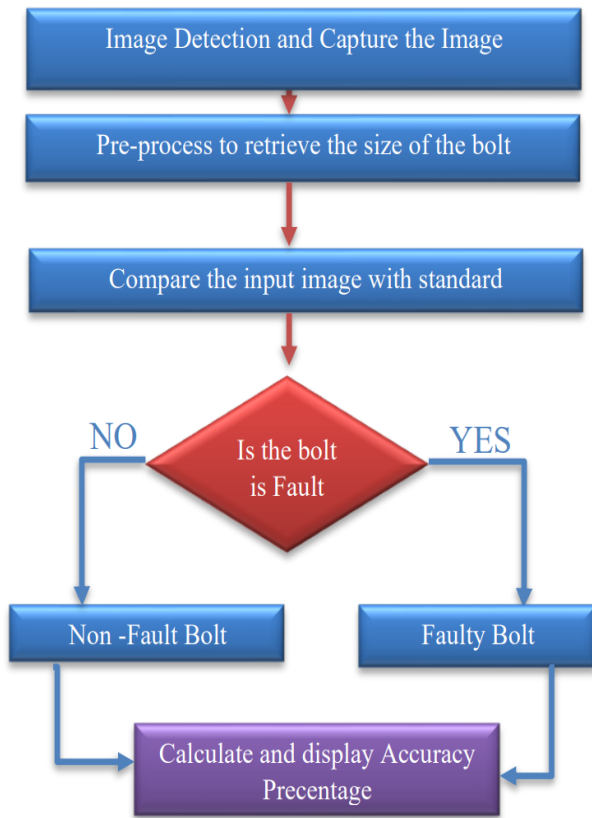 Image Detection and Capture the Image
Pre-process to retrieve the size of the bolt
Compare the input image with standard
Is the bolt
is Fault
NO
YES
Non -Fault Bolt
Faulty Bolt
Calculate and display Accuracy
Precentage